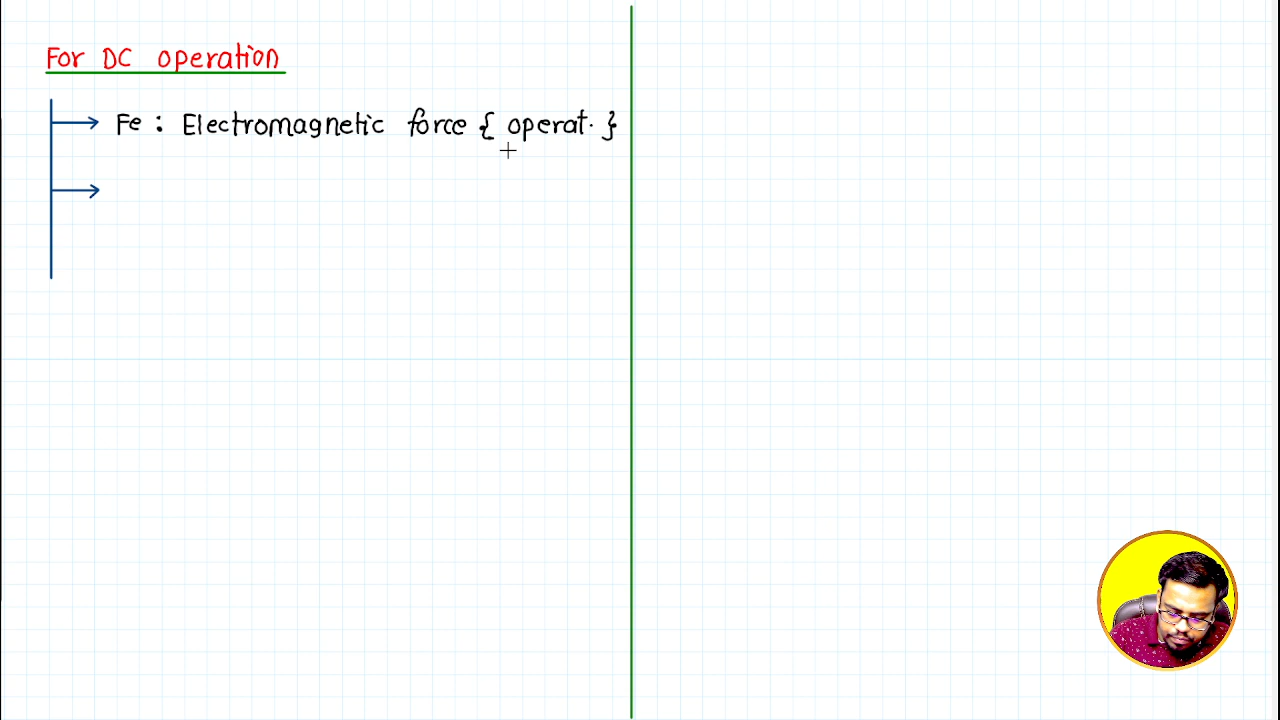 For DC operation
Fe : Electromagnetic force { operat. }